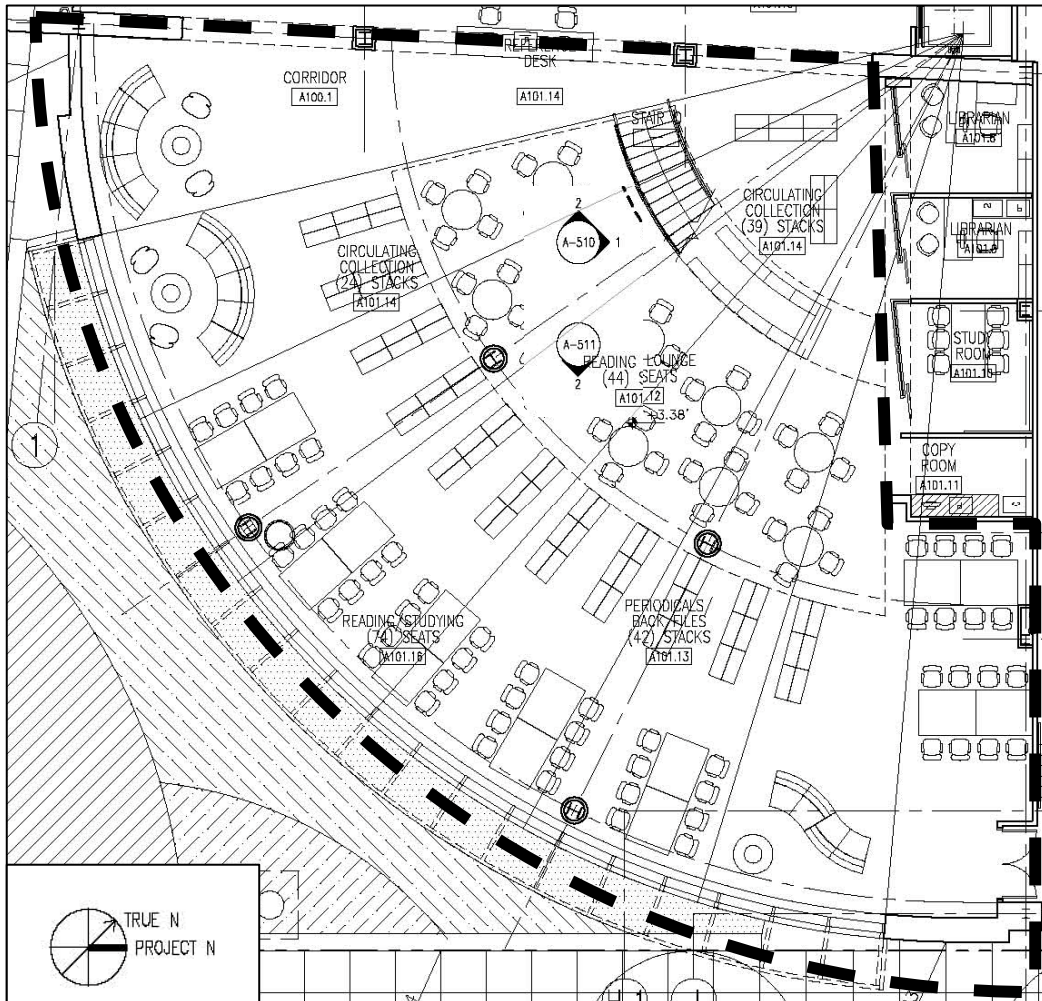 REFERENCE
DESK
A101.14
CORRIDOR
A100.1
STAIR
LIBRARIAN
A101.8
CIRCULATING
COLLECTION
(39) STACKS
A101.14
2
A-510
1
LIBRARIAN
A101.9
CIRCULATING
COLLECTION
(24) STACKS
A101.14
A-511
2
READING LOUNGE
(44) SEATS
A101.12
+3.38'
STUDY
ROOM
A101.10
1
COPY
ROOM
A101.11
READING/STUDYING
(74) SEATS
A101.16
PERIODICALS/
BACK FILES
(42) STACKS
A101.13
TRUE N
PROJECT N